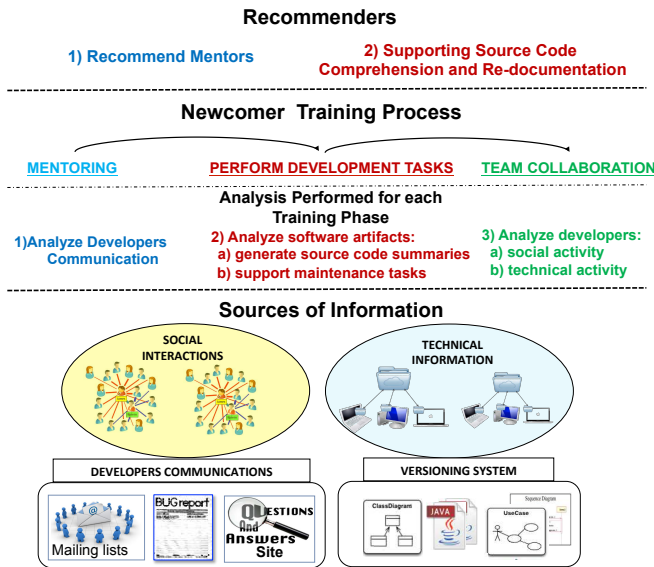 Recommenders
1) Recommend Mentors
2) Supporting Source Code
Comprehension and Re-documentation
Newcomer Training Process
MENTORING
PERFORM DEVELOPMENT TASKS
TEAM COLLABORATION
Analysis Performed for each
Training Phase
1)Analyze Developers
Communication
2) Analyze software artifacts:
a) generate source code summaries
b) support maintenance tasks
3) Analyze developers:
a) social activity
b) technical activity
Sources of Information
SOCIAL
INTERACTIONS
TECHNICAL
INFORMATION
DEVELOPERS COMMUNICATIONS
VERSIONING SYSTEM
@
Mailing lists
BUGreport
QUESTIONS
And
ANSWERS
Site
ClassDiagram
JAVA
Sequence Diagram
UseCase